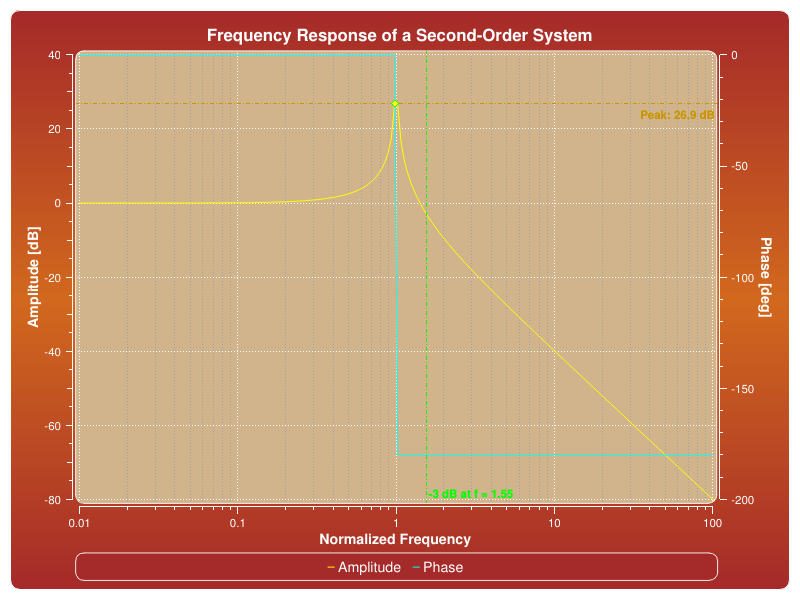 Frequency Response of a Second-Order System
40
20
0
-20
-40
-60
-80
Amplitude [dB]
0
-50
-100
-150
-200
Phase [deg]
Peak: 26.9 dB
-3 dB at f = 1.55
0.01
0.1
1
10
100
Normalized Frequency
Amplitude
Phase